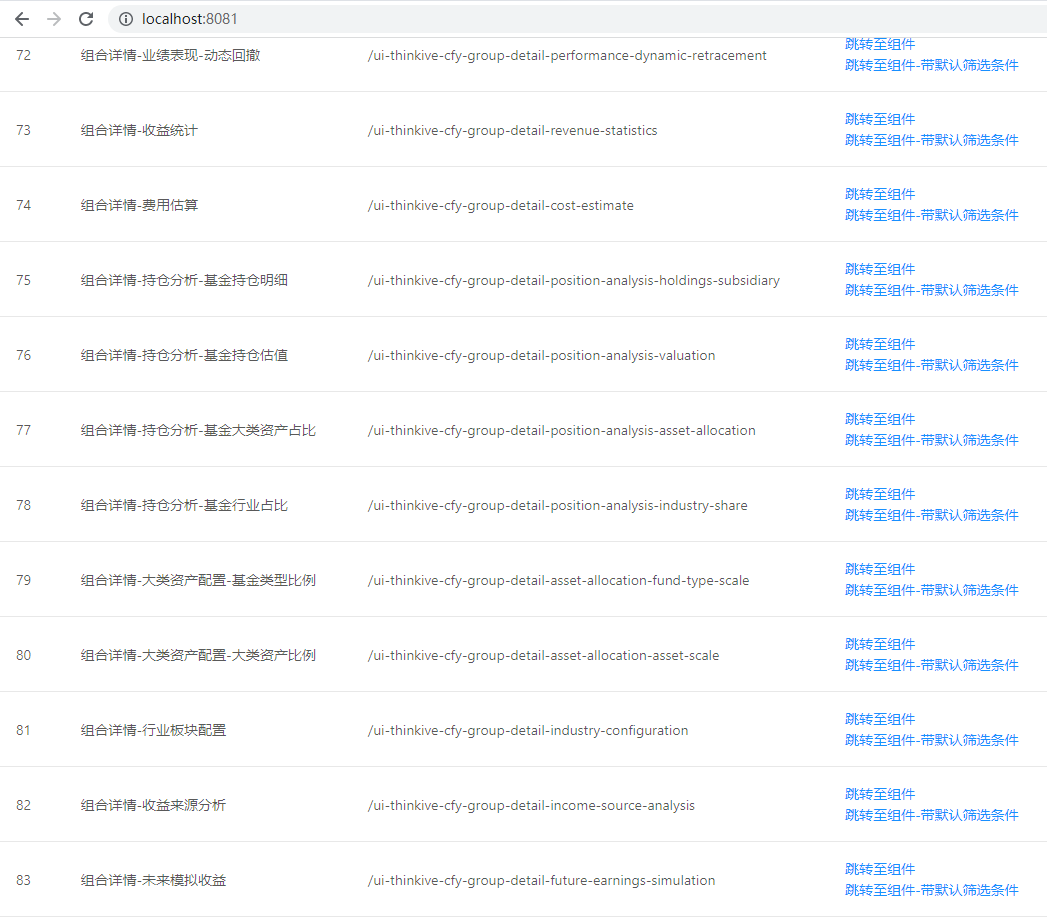 localhost:8081
72 组合详情-业绩表现-动态回撤 /ui-thinkive-cfy-group-detail-performance-dynamic-retracement 跳转至组件
跳转至组件-带默认筛选条件
73 组合详情-收益统计 /ui-thinkive-cfy-group-detail-revenue-statistics 跳转至组件
跳转至组件-带默认筛选条件
74 组合详情-费用估算 /ui-thinkive-cfy-group-detail-cost-estimate 跳转至组件
跳转至组件-带默认筛选条件
75 组合详情-持仓分析-基金持仓明细 /ui-thinkive-cfy-group-detail-position-analysis-holdings-subsidiary 跳转至组件
跳转至组件-带默认筛选条件
76 组合详情-持仓分析-基金持仓估值 /ui-thinkive-cfy-group-detail-position-analysis-valuation 跳转至组件
跳转至组件-带默认筛选条件
77 组合详情-持仓分析-基金大类资产占比 /ui-thinkive-cfy-group-detail-position-analysis-asset-allocation 跳转至组件
跳转至组件-带默认筛选条件
78 组合详情-持仓分析-基金行业占比 /ui-thinkive-cfy-group-detail-position-analysis-industry-share 跳转至组件
跳转至组件-带默认筛选条件
79 组合详情-大类资产配置-基金类型比例 /ui-thinkive-cfy-group-detail-asset-allocation-fund-type-scale 跳转至组件
跳转至组件-带默认筛选条件
80 组合详情-大类资产配置-大类资产比例 /ui-thinkive-cfy-group-detail-asset-allocation-asset-scale 跳转至组件
跳转至组件-带默认筛选条件
81 组合详情-行业板块配置 /ui-thinkive-cfy-group-detail-industry-configuration 跳转至组件
跳转至组件-带默认筛选条件
82 组合详情-收益来源分析 /ui-thinkive-cfy-group-detail-income-source-analysis 跳转至组件
跳转至组件-带默认筛选条件
83 组合详情-未来模拟收益 /ui-thinkive-cfy-group-detail-future-earnings-simulation 跳转至组件
跳转至组件-带默认筛选条件